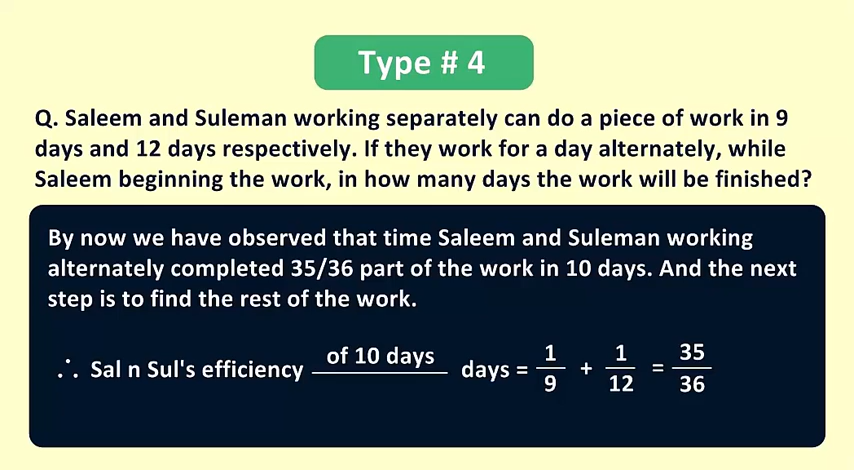 Type # 4
Q. Saleem and Suleman working separately can do a piece of work in 9
days and 12 days respectively. If they work for a day alternately, while
Saleem beginning the work, in how many days the work will be finished?
By now we have observed that time Saleem and Suleman working
alternately completed 35/36 part of the work in 10 days. And the next
step is to find the rest of the work.
∴ Sal n Sul's efficiency of 10 days days = 1/9 + 1/12 = 35/36